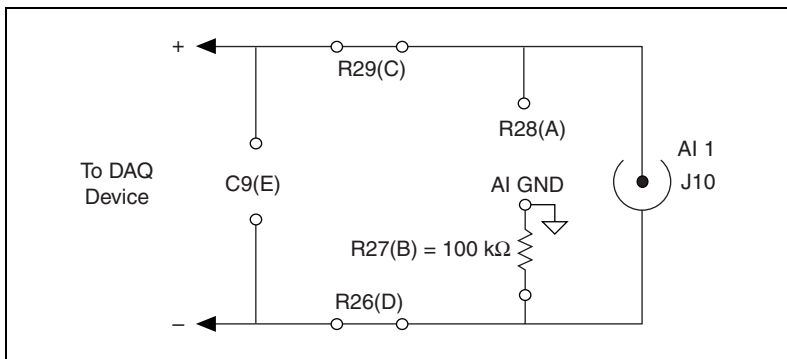 +
R29(C)
R28(A)
AI 1
To DAQ
Device
C9(E)
AI GND
J10
R27(B) = 100 kΩ
R26(D)
–